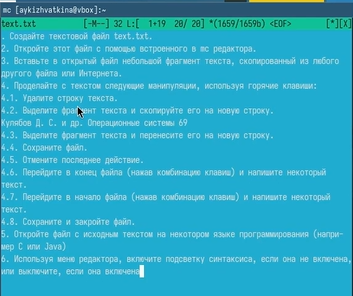 mc [aykizhvatkina@vbox]:~
text.txt [-M--] 32 L:[ 1+19 20/ 20] *(1659/1659b) <EOF> [*][X]
. Создайте текстовой файл text.txt.
2. Откройте этот файл с помощью встроенного в mc редактора.
3. Вставьте в открытый файл небольшой фрагмент текста, скопированный из любого
другого файла или Интернета.
4. Проделайте с текстом следующие манипуляции, используя горячие клавиши:
4.1. Удалите строку текста.
4.2. Выделите фрагмент текста и скопируйте его на новую строку.
Кулябов Д. С. и др. Операционные системы 69
4.3. Выделите фрагмент текста и перенесите его на новую строку.
4.4. Сохраните файл.
4.5. Отмените последнее действие.
4.6. Перейдите в конец файла (нажав комбинацию клавиш) и напишите некоторый
текст.
4.7. Перейдите в начало файла (нажав комбинацию клавиш) и напишите некоторый
текст.
4.8. Сохраните и закройте файл.
5. Откройте файл с исходным текстом на некотором языке программирования (напри-
мер C или Java)
6. Используя меню редактора, включите подсветку синтаксиса, если она не включена,
или выключите, если она включена